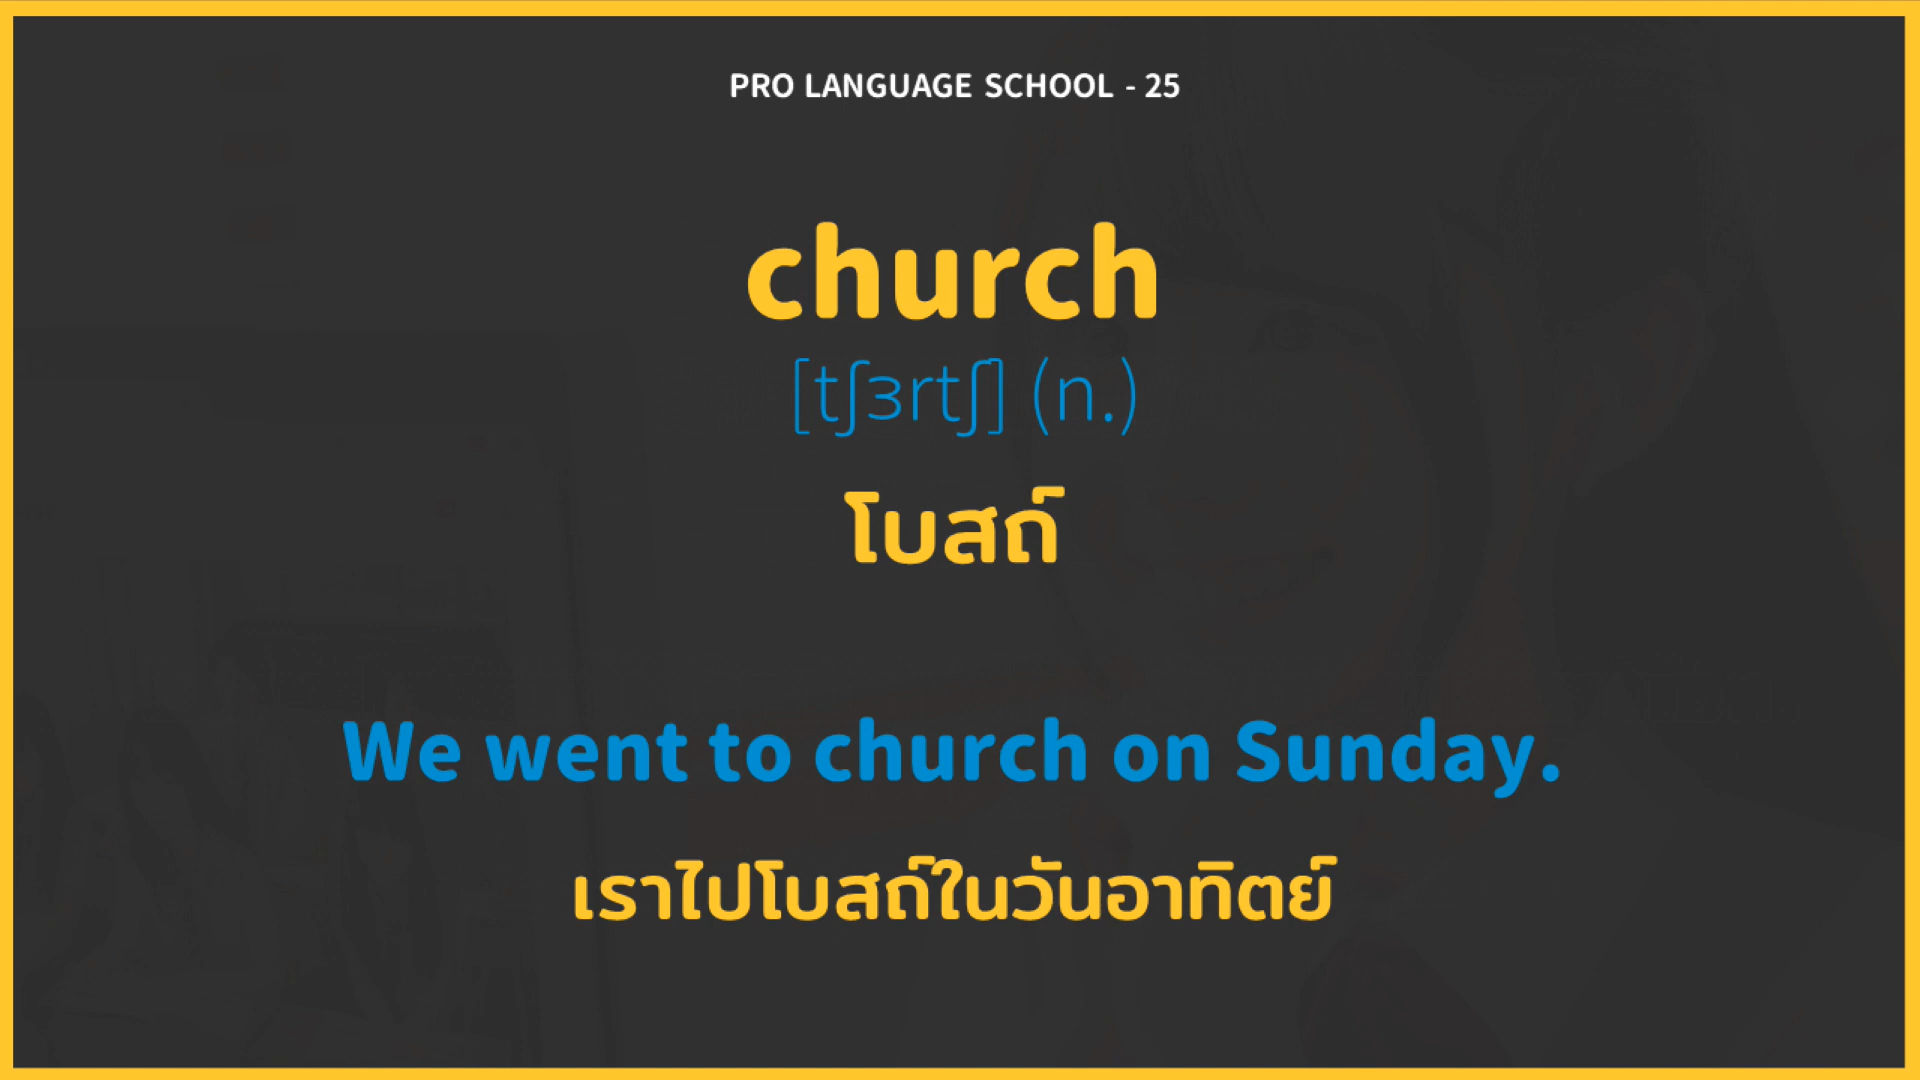 PRO LANGUAGE SCHOOL - 25
church
[tʃɜrtʃ] (n.)
โบสถ์
We went to church on Sunday.
เราไปโบสถ์ในวันอาทิตย์